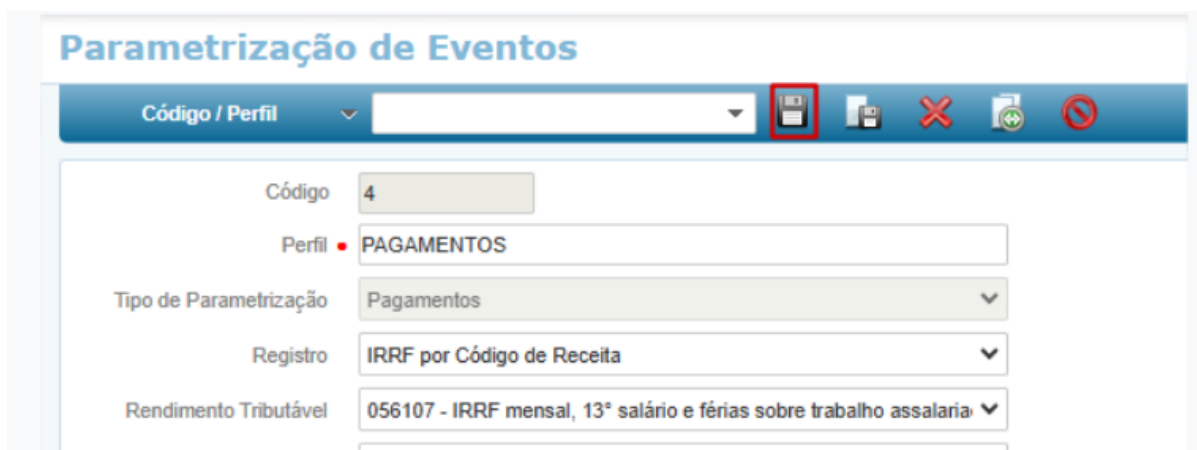 Parametrização de Eventos
Código / Perfil
Código 4
Perfil PAGAMENTOS
Tipo de Parametrização Pagamentos
Registro IRRF por Código de Receita
Rendimento Tributável 056107 - IRRF mensal, 13° salário e férias sobre trabalho